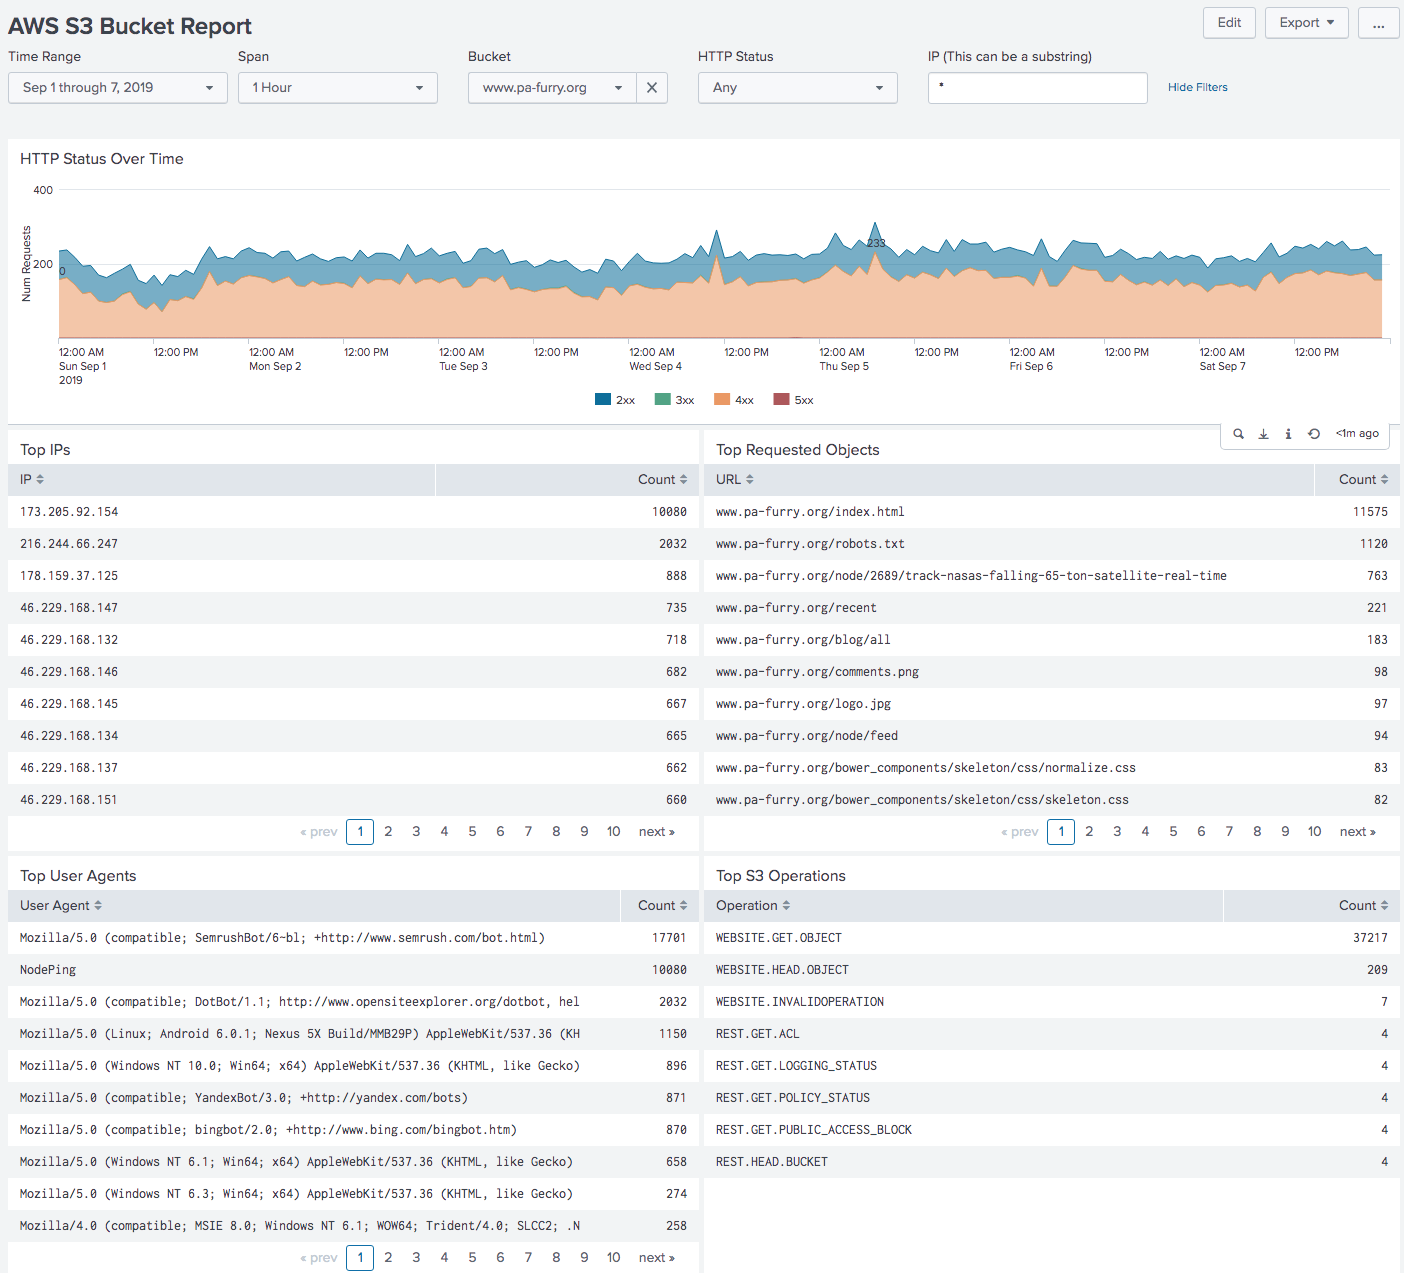 AWS S3 Bucket Report
Edit
Export
...
Time Range
Span
Bucket
HTTP Status
IP (This can be a substring)
Sep 1 through 7, 2019
1 Hour
www.pa-furry.org
Any
*
Hide Filters
HTTP Status Over Time
400
200
Num Requests
0
233
12:00 AM 12:00 PM 12:00 AM 12:00 PM 12:00 AM 12:00 PM 12:00 AM 12:00 PM 12:00 AM 12:00 PM 12:00 AM 12:00 PM 12:00 AM 12:00 PM
Sun Sep 1 Mon Sep 2 Tue Sep 3 Wed Sep 4 Thu Sep 5 Fri Sep 6 Sat Sep 7
2019
2xx 3xx 4xx 5xx
<1m ago
Top IPs
IP Count
173.205.92.154 10080
216.244.66.247 2032
178.159.37.125 888
46.229.168.147 735
46.229.168.132 718
46.229.168.146 682
46.229.168.145 667
46.229.168.134 665
46.229.168.137 662
46.229.168.151 660
« prev 1 2 3 4 5 6 7 8 9 10 next »
Top Requested Objects
URL Count
www.pa-furry.org/index.html 11575
www.pa-furry.org/robots.txt 1120
www.pa-furry.org/node/2689/track-nasas-falling-65-ton-satellite-real-time 763
www.pa-furry.org/recent 221
www.pa-furry.org/blog/all 183
www.pa-furry.org/comments.png 98
www.pa-furry.org/logo.jpg 97
www.pa-furry.org/node/feed 94
www.pa-furry.org/bower_components/skeleton/css/normalize.css 83
www.pa-furry.org/bower_components/skeleton/css/skeleton.css 82
« prev 1 2 3 4 5 6 7 8 9 10 next »
Top User Agents
User Agent Count
Mozilla/5.0 (compatible; SemrushBot/6~bl; +http://www.semrush.com/bot.html) 17701
NodePing 10080
Mozilla/5.0 (compatible; DotBot/1.1; http://www.opensiteexplorer.org/dotbot, hel 2032
Mozilla/5.0 (Linux; Android 6.0.1; Nexus 5X Build/MMB29P) AppleWebKit/537.36 (KH 1150
Mozilla/5.0 (Windows NT 10.0; Win64; x64) AppleWebKit/537.36 (KHTML, like Gecko) 896
Mozilla/5.0 (compatible; YandexBot/3.0; +http://yandex.com/bots) 871
Mozilla/5.0 (compatible; bingbot/2.0; +http://www.bing.com/bingbot.htm) 870
Mozilla/5.0 (Windows NT 6.1; Win64; x64) AppleWebKit/537.36 (KHTML, like Gecko) 658
Mozilla/5.0 (Windows NT 6.3; Win64; x64) AppleWebKit/537.36 (KHTML, like Gecko) 274
Mozilla/4.0 (compatible; MSIE 8.0; Windows NT 6.1; WOW64; Trident/4.0; SLCC2; .N 258
« prev 1 2 3 4 5 6 7 8 9 10 next »
Top S3 Operations
Operation Count
WEBSITE.GET.OBJECT 37217
WEBSITE.HEAD.OBJECT 209
WEBSITE.INVALIDOPERATION 7
REST.GET.ACL 4
REST.GET.LOGGING_STATUS 4
REST.GET.POLICY_STATUS 4
REST.GET.PUBLIC_ACCESS_BLOCK 4
REST.HEAD.BUCKET 4